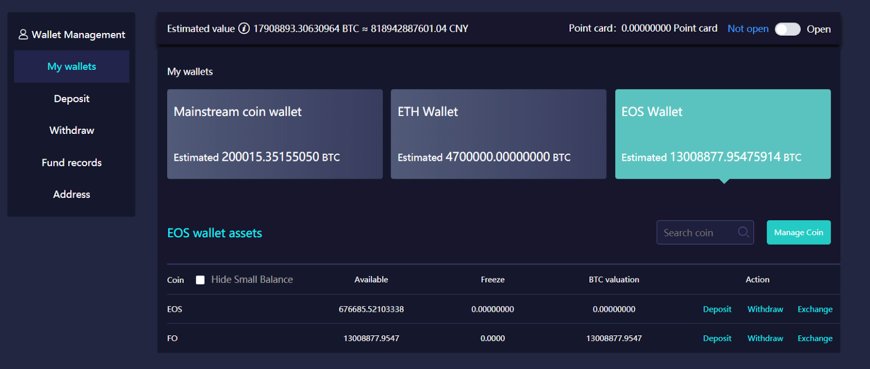 Wallet Management
My wallets
Deposit
Withdraw
Fund records
Address
Estimated value 17908893.30630964 BTC ≈ 818942887601.04 CNY
Point card: 0.00000000 Point card Not open Open
My wallets
Mainstream coin wallet
Estimated 200015.35155050 BTC
ETH Wallet
Estimated 4700000.00000000 BTC
EOS Wallet
Estimated 13008877.95475914 BTC
EOS wallet assets
Search coin
Manage Coin
Coin Hide Small Balance Available Freeze BTC valuation Action
EOS 676685.52103338 0.00000000 0.00000000 Deposit Withdraw Exchange
FO 13008877.9547 0.0000 13008877.9547 Deposit Withdraw Exchange